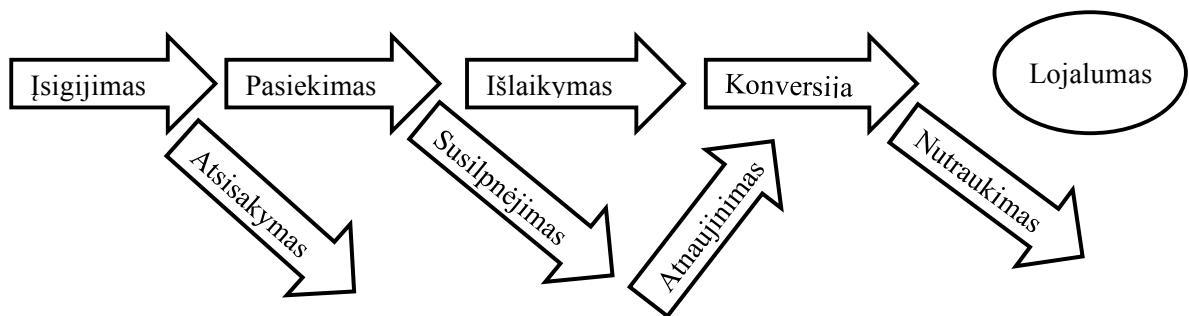 Įsigijimas
Pasiekimas
Išlaikymas
Konversija
Lojalumas
Atsisakymas
Susilpnėjimas
Atnaujinimas
Nutraukimas